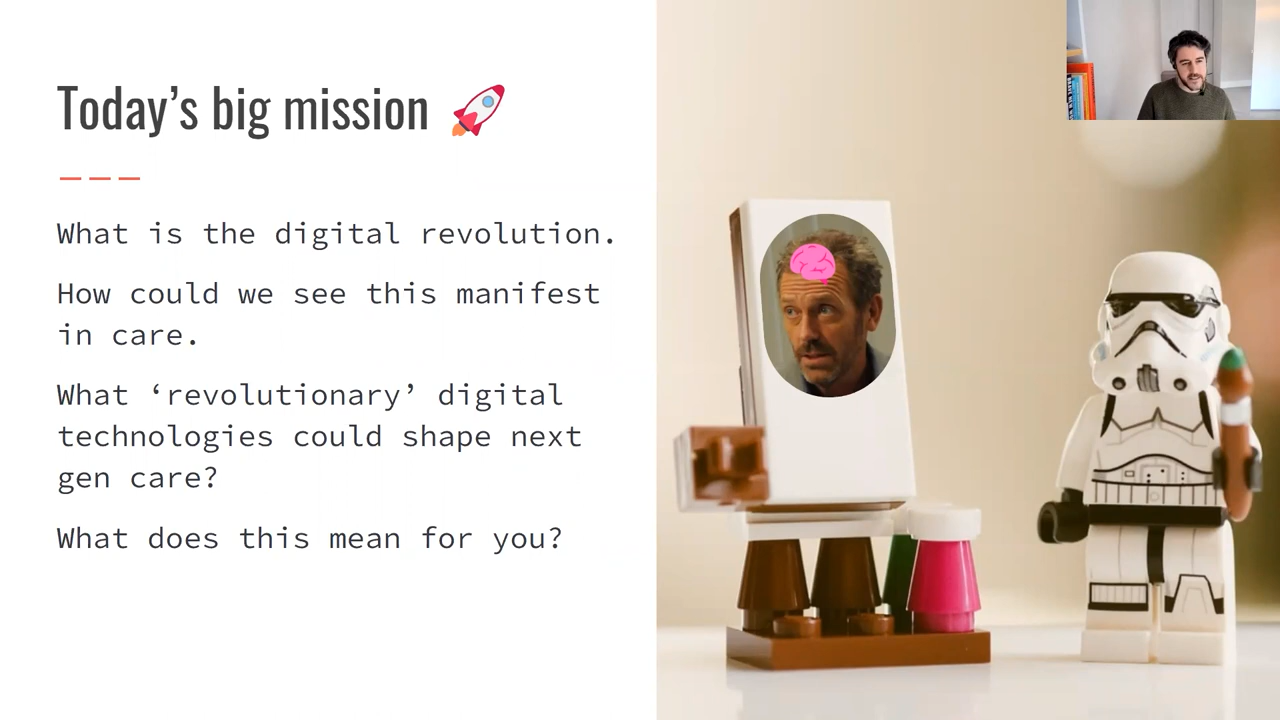 Today’s big mission 🚀
What is the digital revolution.
How could we see this manifest
in care.
What ‘revolutionary’ digital
technologies could shape next
gen care?
What does this mean for you?